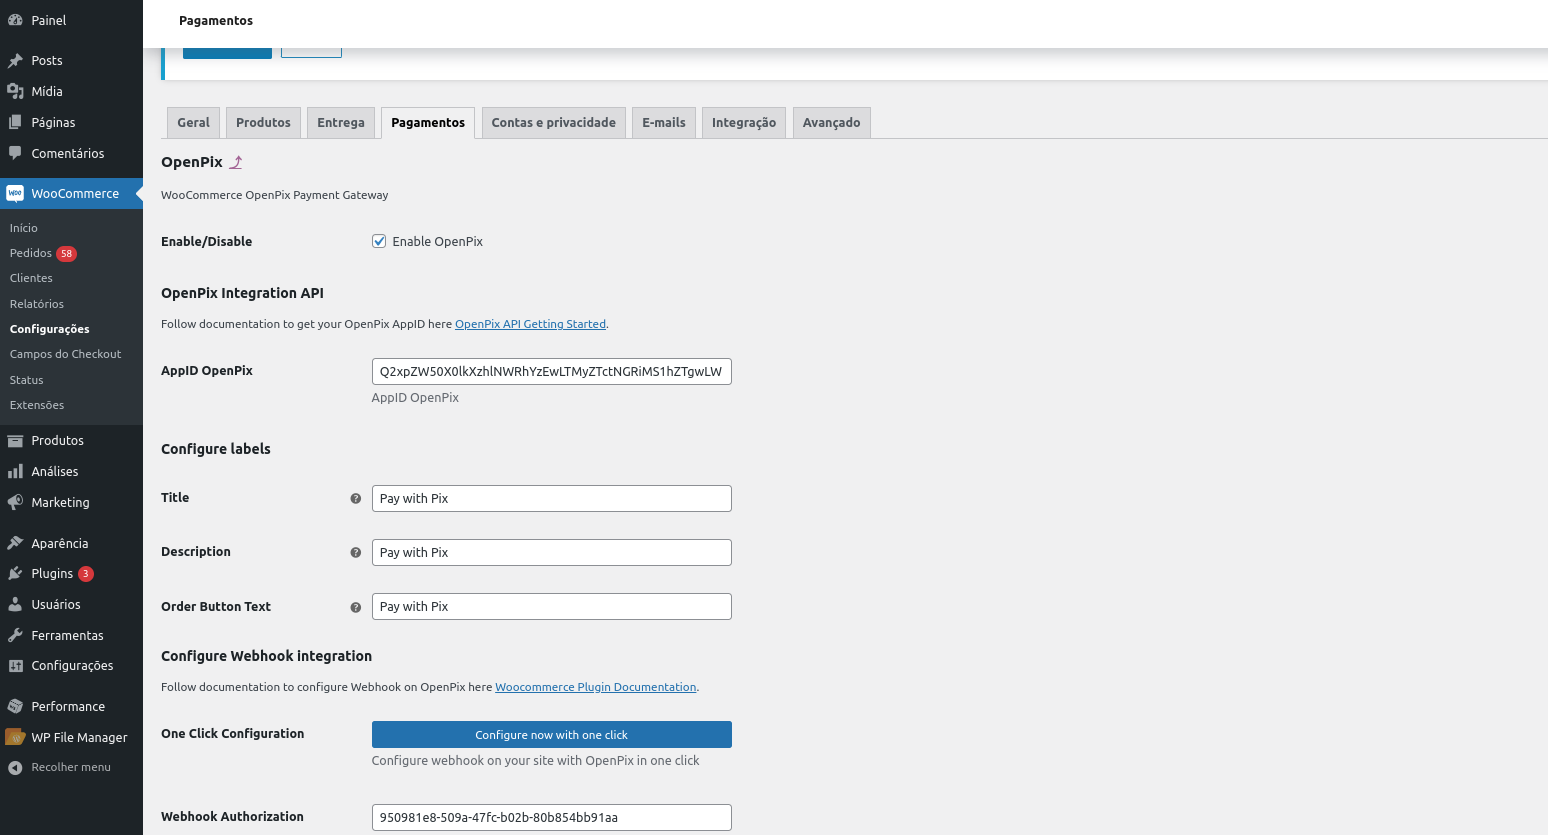 Painel
Posts
Mídia
Páginas
Comentários
WooCommerce
Início
Pedidos 58
Clientes
Relatórios
Configurações
Campos do Checkout
Status
Extensões
Produtos
Análises
Marketing
Aparência
Plugins 3
Usuários
Ferramentas
Configurações
Performance
WP File Manager
Recolher menu
Pagamentos
Geral Produtos Entrega Pagamentos Contas e privacidade E-mails Integração Avançado
OpenPix
WooCommerce OpenPix Payment Gateway
Enable/Disable Enable OpenPix
OpenPix Integration API
Follow documentation to get your OpenPix AppID here OpenPix API Getting Started.
AppID OpenPix Q2xpZW50X0lkXzhlNWRhYzEwLTMyZTctNGRiMS1hZTgwLW
AppID OpenPix
Configure labels
Title Pay with Pix
Description Pay with Pix
Order Button Text Pay with Pix
Configure Webhook integration
Follow documentation to configure Webhook on OpenPix here Woocommerce Plugin Documentation.
One Click Configuration Configure now with one click
Configure webhook on your site with OpenPix in one click
Webhook Authorization 950981e8-509a-47fc-b02b-80b854bb91aa